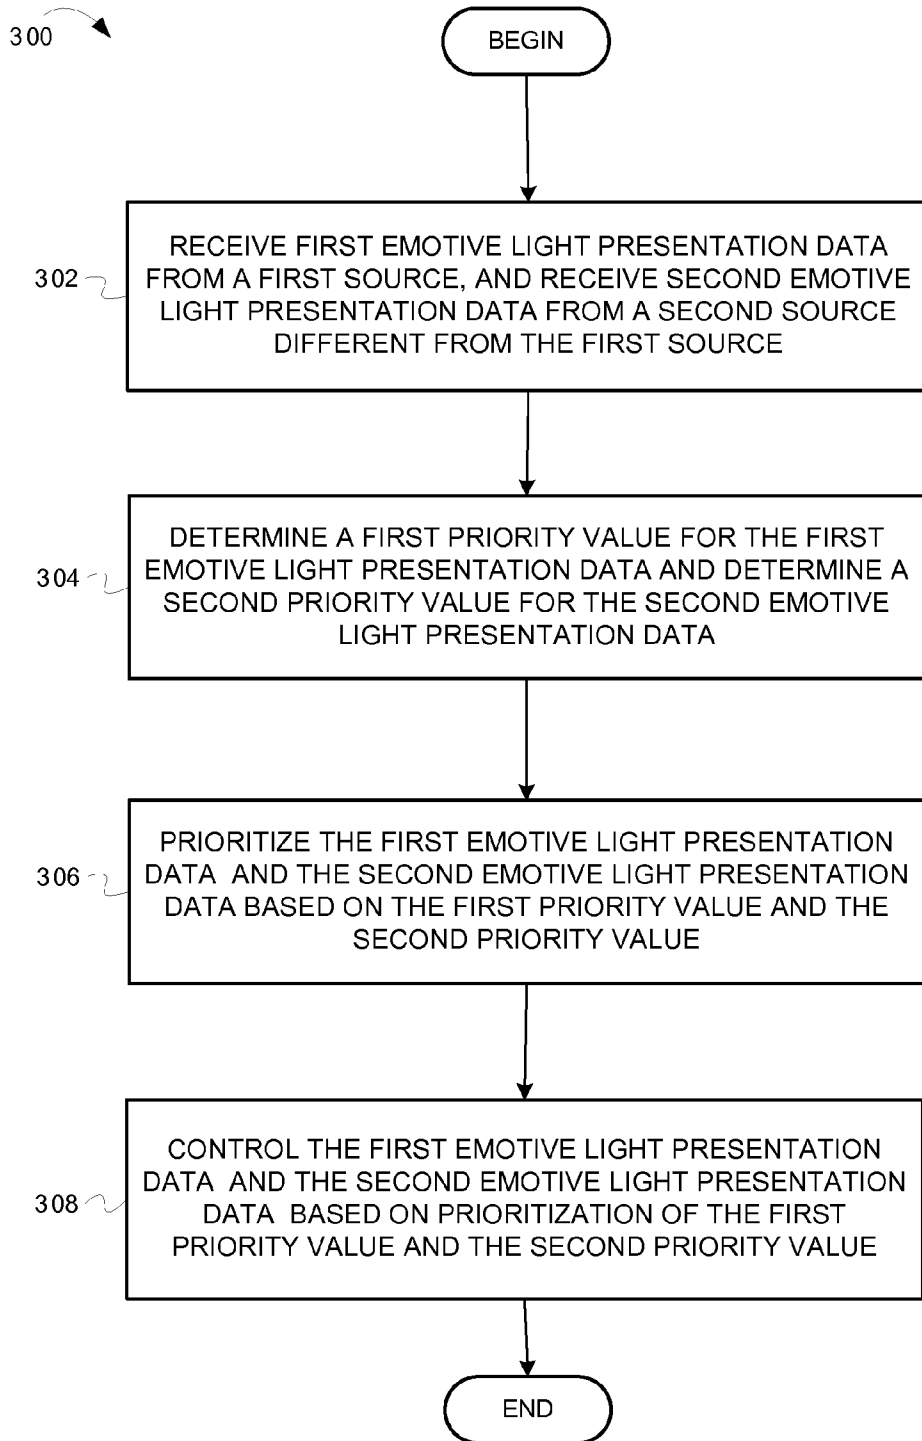 300
BEGIN
302
RECEIVE FIRST EMOTIVE LIGHT PRESENTATION DATA
FROM A FIRST SOURCE, AND RECEIVE SECOND EMOTIVE
LIGHT PRESENTATION DATA FROM A SECOND SOURCE
DIFFERENT FROM THE FIRST SOURCE
304
DETERMINE A FIRST PRIORITY VALUE FOR THE FIRST
EMOTIVE LIGHT PRESENTATION DATA AND DETERMINE A
SECOND PRIORITY VALUE FOR THE SECOND EMOTIVE
LIGHT PRESENTATION DATA
306
PRIORITIZE THE FIRST EMOTIVE LIGHT PRESENTATION
DATA AND THE SECOND EMOTIVE LIGHT PRESENTATION
DATA BASED ON THE FIRST PRIORITY VALUE AND THE
SECOND PRIORITY VALUE
308
CONTROL THE FIRST EMOTIVE LIGHT PRESENTATION
DATA AND THE SECOND EMOTIVE LIGHT PRESENTATION
DATA BASED ON PRIORITIZATION OF THE FIRST
PRIORITY VALUE AND THE SECOND PRIORITY VALUE
END